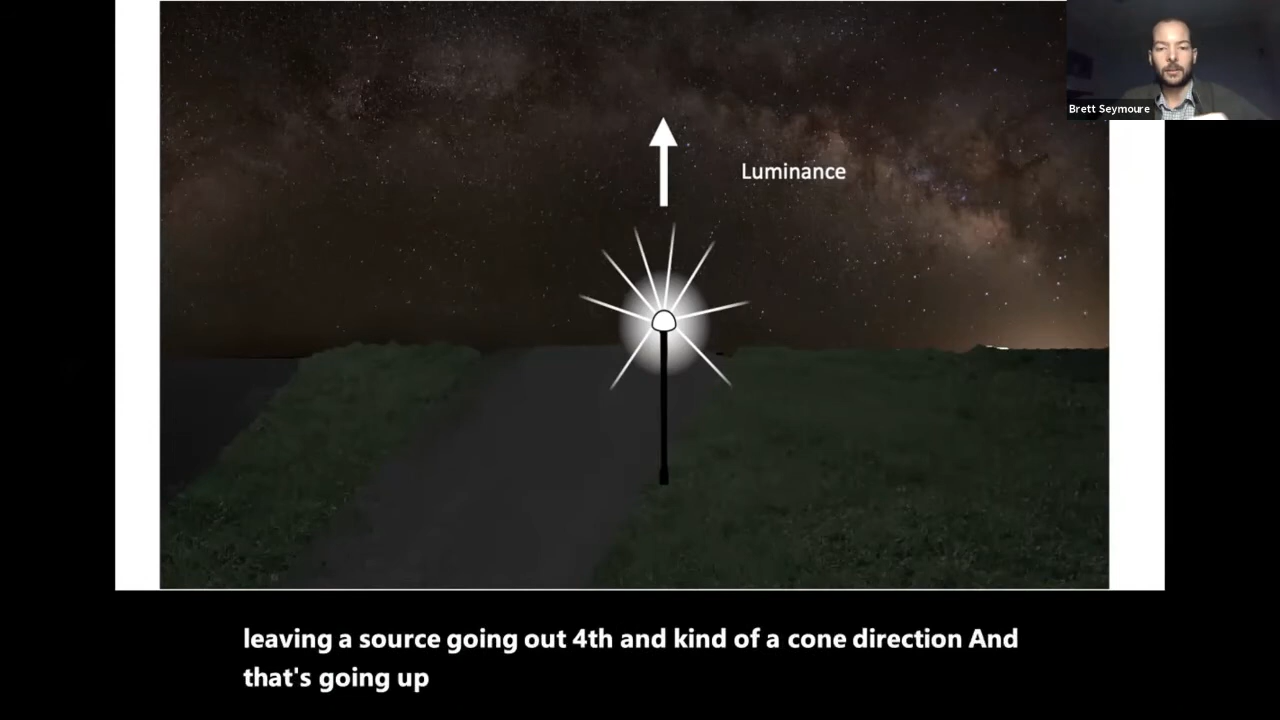 Brett Seymoure
Luminance
leaving a source going out 4th and kind of a cone direction And
that's going up